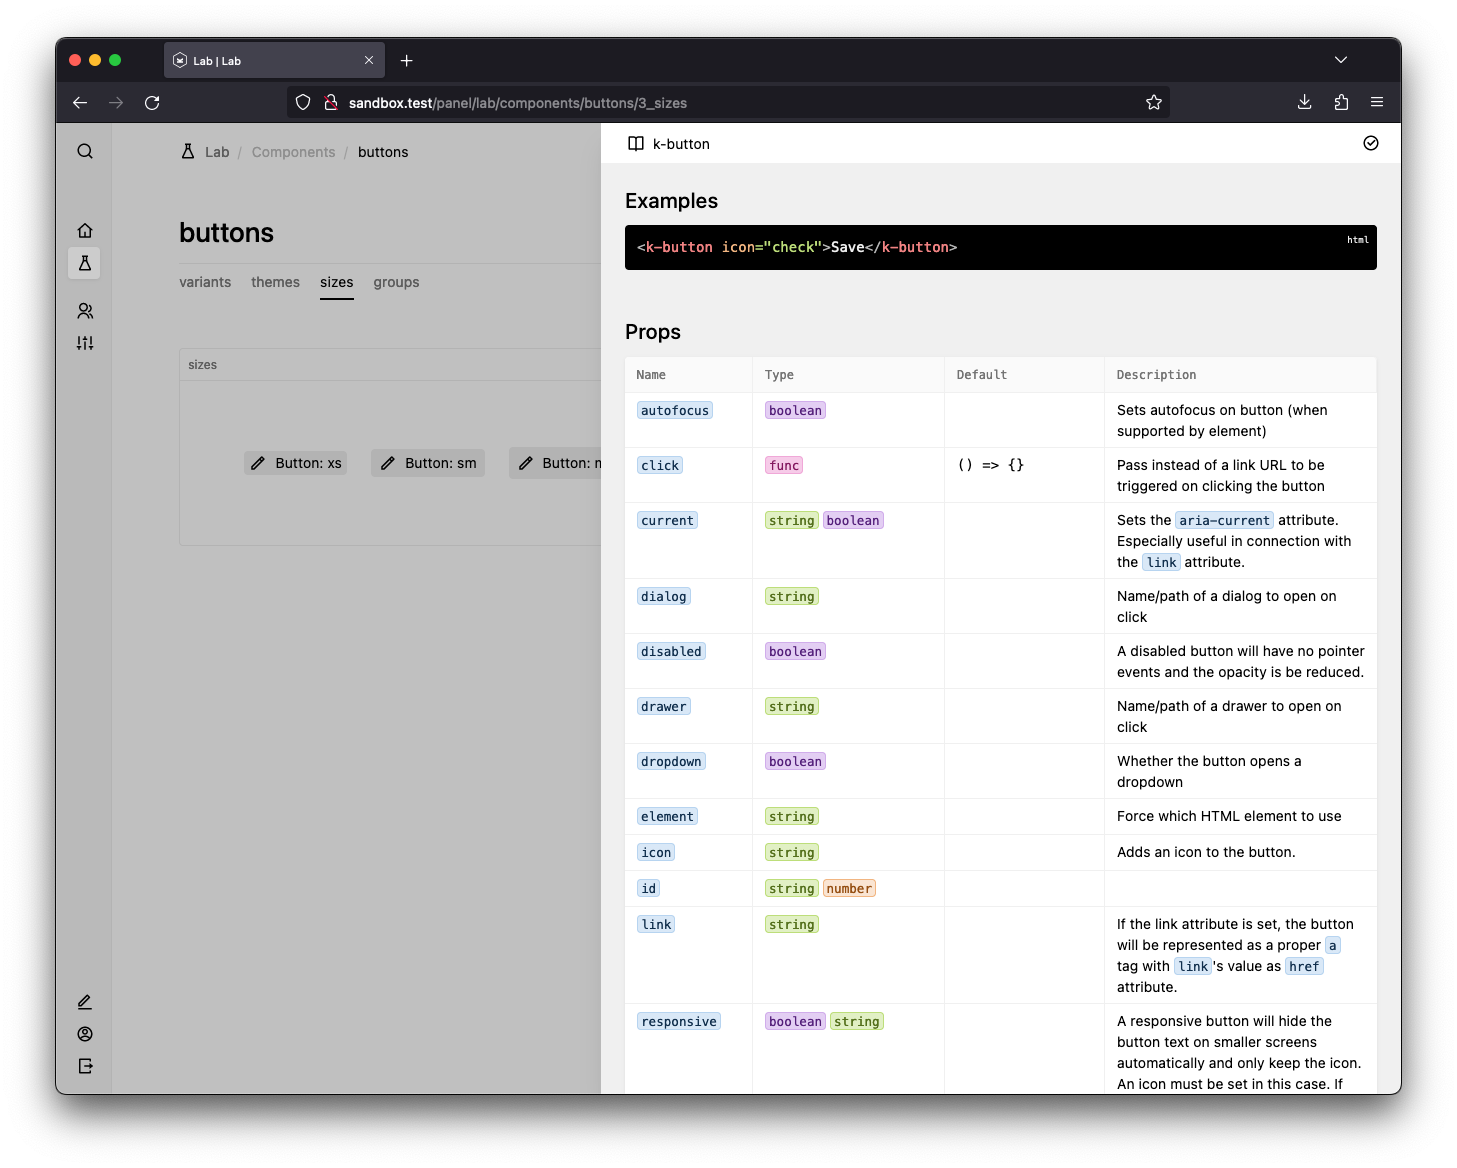 Lab | Lab
sandbox.test/panel/lab/components/buttons/3_sizes
Lab / Components / buttons
buttons
variants themes sizes groups
sizes
Button: xs Button: sm Button:
k-button
Examples
<k-button icon="check">Save</k-button>
html
Props
Name Type Default Description
autofocus boolean Sets autofocus on button (when
supported by element)
click func () => {} Pass instead of a link URL to be
triggered on clicking the button
current string boolean Sets the aria-current attribute.
Especially useful in connection with
the link attribute.
dialog string Name/path of a dialog to open on
click
disabled boolean A disabled button will have no pointer
events and the opacity is be reduced.
drawer string Name/path of a drawer to open on
click
dropdown boolean Whether the button opens a
dropdown
element string Force which HTML element to use
icon string Adds an icon to the button.
id string number
link string If the link attribute is set, the button
will be represented as a proper a
tag with link's value as href
attribute.
responsive boolean string A responsive button will hide the
button text on smaller screens
automatically and only keep the icon.
An icon must be set in this case. If